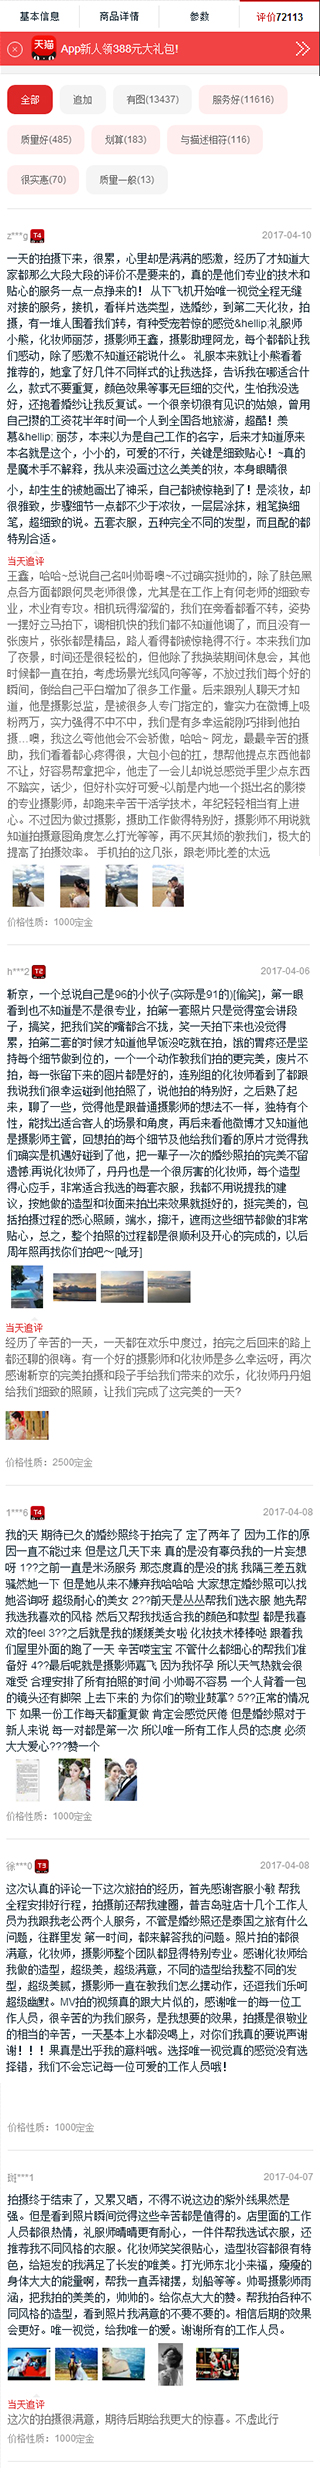 基本信息 商品详情 参数 评价72113
天猫 App新人领388元大礼包!
全部 追加 有图(13437) 服务好(11616)
质量好(485) 划算(183) 与描述相符(116)
很实惠(70) 质量一般(13)
z***g T4 2017-04-10
一天的拍摄下来，很累，心里却是满满的感激，经历了才知道大
家都那么大段大段的评价不是要来的，真的是他们专业的技术和
贴心的服务一点一点挣来的！ 从下飞机开始唯一视觉全程无缝
对接的服务，接机，看样片选类型，选婚纱，到第二天化妆，拍
摄，有一堆人围着我们转，有种受宠若惊的感觉&hellip;礼服师
小熊，化妆师丽莎，摄影师王鑫，摄影助理阿龙，每个都都让我
们感动，除了感激不知道还能说什么。 礼服本来就让小熊看着
推荐的，她拿了好几件不同样式的让我选择，告诉我在哪适合什
么，款式不要重复，颜色效果等事无巨细的交代，生怕我没选
好，还抱着婚纱让我反复试。一个很亲切很有见识的姑娘，曾用
自己攒的工资花半年时间一个人到全国各地旅游，超酷！羡
慕&hellip; 丽莎，本来以为是自己工作的名字，后来才知道原来
本名就是这个，小小的，可爱的不行，关键是细致贴心！~真的
是魔术手不解释，我从来没画过这么美美的妆，本身眼睛很
小，却生生的被她画出了神采，自己都被惊艳到了！是淡妆，却
很雅致，步骤细节一点都不少于浓妆，一层层涂抹，粗笔换细
笔，超细致的说。五套衣服，五种完全不同的发型，而且配的都
特别合适。
当天追评
王鑫，哈哈~总说自己名叫帅哥噢~不过确实挺帅的，除了肤色黑
点各方面都跟何炅老师很像，尤其是在工作上有何老师的细致专
业，术业有专攻。相机玩得溜溜的，我们在旁看都看不转，姿势
一摆好立马拍下，调相机快的我们都不知道他调了，而且没有一
张废片，张张都是精品，路人看得都被惊艳得不行。本来我们加
了夜景，时间还是很轻松的，但他除了我换装期间休息会，其他
时候都一直在拍，考虑场景光线风向等等，不放过我们每个好的
瞬间，倒给自己平白增加了很多工作量。后来跟别人聊天才知
道，他是摄影总监，是被很多人专门指定的，靠实力在微博上吸
粉两万，实力强得不中不中，我们是有多幸运能刚巧排到他拍
摄…噢，我这么夸他他会不会骄傲，哈哈~ 阿龙，最最辛苦的摄
助，我们看着都心疼得很，大包小包的扛，想帮他提点东西他都
不让，好容易帮拿把伞，他走了一会儿却说总感觉手里少点东西
不踏实，话少，但好朴实好可爱~以前是内地一个挺出名的影楼
的专业摄影师，却跑来辛苦干活学技术，年纪轻轻相当有上进
心。不过因为做过摄影，摄助工作做得特别好，摄影师不用说就
知道拍摄意图角度怎么打光等等，再不厌其烦的教我们，极大的
提高了拍摄效率。 手机拍的这几张，跟老师比差的太远
价格性质：1000定金
h***2 T2 2017-04-06
靳京，一个总说自己是96的小伙子(实际是91的)[偷笑]，第一眼
看到也不知道是不是很专业，拍第一套照片只是觉得蛮会讲段
子，搞笑，把我们笑的嘴都合不拢，笑一天拍下来也没觉得
累，拍第二套的时候才知道他早饭没吃就在拍，饿的胃疼还是坚
持每个细节做到位的，一个一个动作教我们拍的更完美，废片不
拍，每一张留下来的图片都是好的，连别组的化妆师看到了都跟
我说我们很幸运碰到他拍照了，说他拍的特别好，之后熟了起
来，聊了一些，觉得他是跟普通摄影师的想法不一样，独特有个
性，能找出适合客人的场景和角度，再后来看他微博才又知道他
是摄影师主管，回想拍的每个细节及他给我们看的原片才觉得我
们确实是机遇好碰到了他，把一辈子一次的婚纱照拍的完美不留
遗憾.再说化妆师了，丹丹也是一个很厉害的化妆师，每个造型
得心应手，非常适合我选的每套衣服，我都不用说提我的建
议，按她做的造型和妆面来拍出来效果就挺好的，挺完美的，包
括拍摄过程的悉心照顾，端水，擦汗，遮雨这些细节都做的非常
贴心，总之，整个拍照的过程都是很顺利及开心的完成的，以后
周年照再找你们拍吧~[呲牙]
当天追评
经历了辛苦的一天，一天都在欢乐中度过，拍完之后回来的路上
都还聊的很嗨。有一个好的摄影师和化妆师是多么幸运呀，再次
感谢靳京的完美拍摄和段子手给我们带来的欢乐，化妆师丹丹姐
给我们细致的照顾，让我们完成了这完美的一天?
价格性质：2500定金
1***6 T4 2017-04-08
我的天 期待已久的婚纱照终于拍完了 定了两年了 因为工作的原
因一直不能过来 但是这几天下来 真的是没有辜负我的一片妄想
呀 1??之前一直是米汤服务 那态度真的是没的挑 我隔三差五就
骚然她一下 但是她从来不嫌弃我哈哈哈 大家想定婚纱照可以找
她咨询呀 超级耐心的美女 2??前天是丛丛帮我们选衣服 她先帮
我选我喜欢的风格 然后又帮我找适合我的颜色和款型 都是我喜
欢的feel 3??之后就是我的媛媛美女啦 化妆技术棒棒哒 跟着我
们屋里外面的跑了一天 辛苦喽宝宝 不管什么都细心的帮我们准
备好 4??最后呢就是摄影师嘉飞 因为我怀孕 所以天气热就会很
难受 合理安排了所有拍照的时间 小帅哥不容易 一个人背着一包
的镜头还有脚架 上去下来的 为你们的敬业鼓掌? 5??正常的情况
下 如果一份工作每天都重复做 肯定会感觉厌倦 但是婚纱照对于
新人来说 每一对都是第一次 所以唯一所有工作人员的态度 必须
大大爱心???赞一个
价格性质：1000定金
徐***0 T3 2017-04-08
这次认真的评论一下这次旅拍的经历，首先感谢客服小敏 帮我
全程安排好行程，拍摄前还帮我建圈，普吉岛驻店十几个工作人
员为我跟我老公两个人服务，不管是婚纱照还是泰国之旅有什么
问题，往群里发 第一时间，都来解答我的问题。照片拍的都很
满意，化妆师，摄影师整个团队都显得特别专业。感谢化妆师给
我做的造型，超级美，超级满意，不同的造型给我整不同的发
型，超级美腻，摄影师一直在教我们怎么摆动作，还逗我们乐呵
超级幽默。MV拍的视频真的跟大片似的，感谢唯一的每一位工
作人员，很辛苦的为我们服务，是我想要的效果，拍摄是很敬业
的相当的辛苦，一天基本上水都没喝上，对你们我真的要说声谢
谢！！！果真是出乎我的意料哦。选择唯一视觉真的感觉没有选
择错，我们不会忘记每一位可爱的工作人员哦！
价格性质：1000定金
斑***1 2017-04-07
拍摄终于结束了，又累又晒，不得不说这边的紫外线果然是
强。但是看到照片瞬间觉得这些辛苦都是值得的。店里面的工作
人员都很热情，礼服师晴晴更有耐心，一件件帮我选试衣服，还
推荐我不同风格的衣服。化妆师笑笑很贴心，造型妆容都很有特
色，给短发的我满足了长发的唯美。打光师东北小来福，瘦瘦的
身体大大的能量啊，帮我一直弄裙摆，划船等等。帅哥摄影师雨
涵，把我拍的美美的，帅帅的。给你点大大的赞。帮我拍各种不
同风格的造型，看到照片我满意的不要不要的。相信后期的效果
会更好。唯一视觉，给我唯一的爱。谢谢所有的工作人员。
当天追评
这次的拍摄很满意，期待后期给我更大的惊喜。不虚此行
价格性质：1000定金